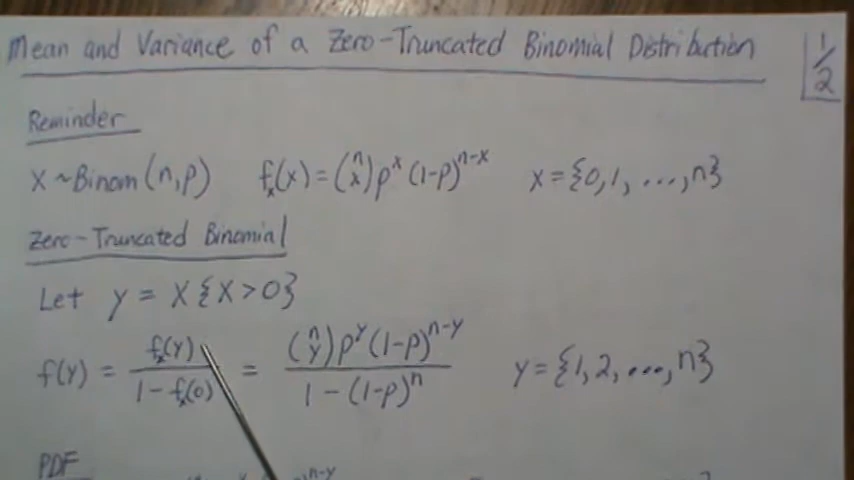 Mean and Variance of a Zero-Truncated Binomial Distribution 1/2
Reminder
X ~ Binom (n,p) fₓ(x) = (n x) pˣ (1-p)ⁿ⁻ˣ x = {0, 1, ..., n}
Zero-Truncated Binomial
Let y = X {X > 0}
f(y) = fₓ(y) / 1 - fₓ(0) = (n y) p^y (1-p)^n-y / 1 - (1-p)ⁿ y = {1, 2, ..., n}
PDF